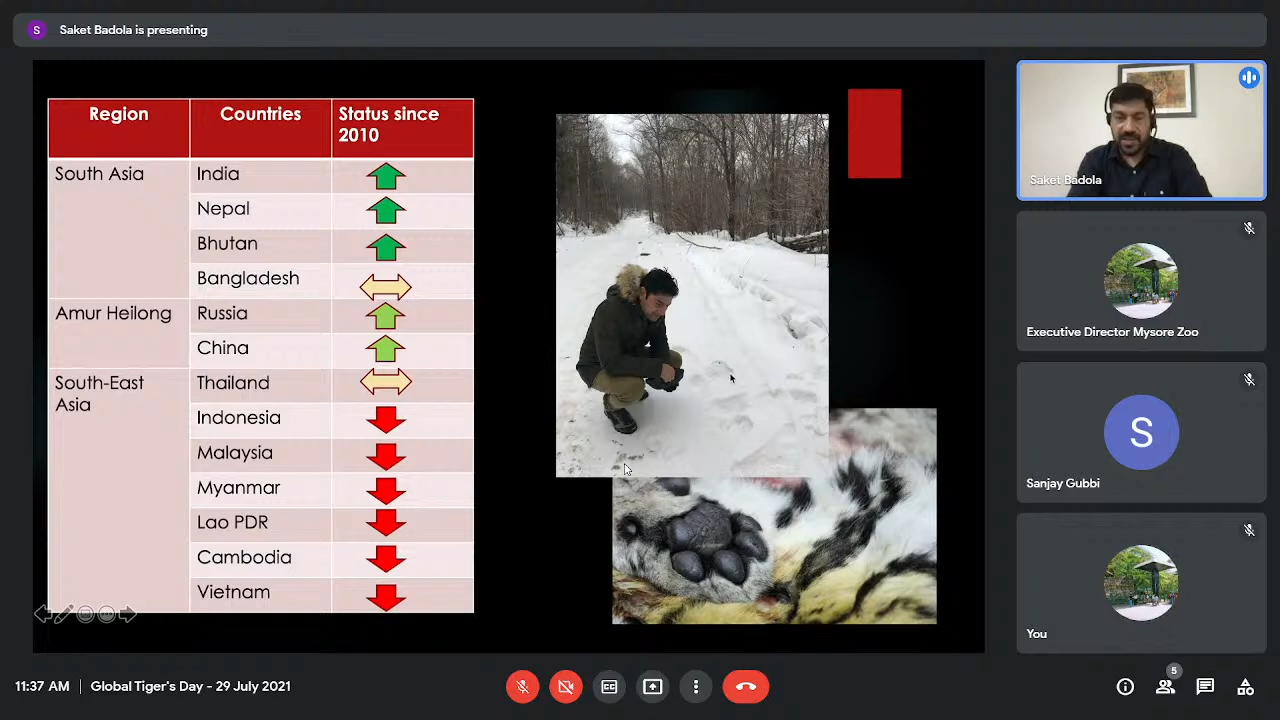 S
Saket Badola is presenting
Region
Countries
Status since
2010
South Asia
India
Nepal
Bhutan
Bangladesh
Amur Heilong
Russia
China
South-East
Asia
Thailand
Indonesia
Malaysia
Myanmar
Lao PDR
Cambodia
Vietnam
Saket Badola
Executive Director Mysore Zoo
S
Sanjay Gubbi
You
11:37 AM
Global Tiger's Day - 29 July 2021
CC
5